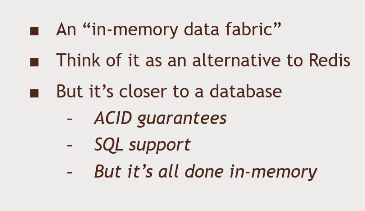 ■ An “in-memory data fabric”
■ Think of it as an alternative to Redis
■ But it’s closer to a database
– ACID guarantees
– SQL support
– But it’s all done in-memory